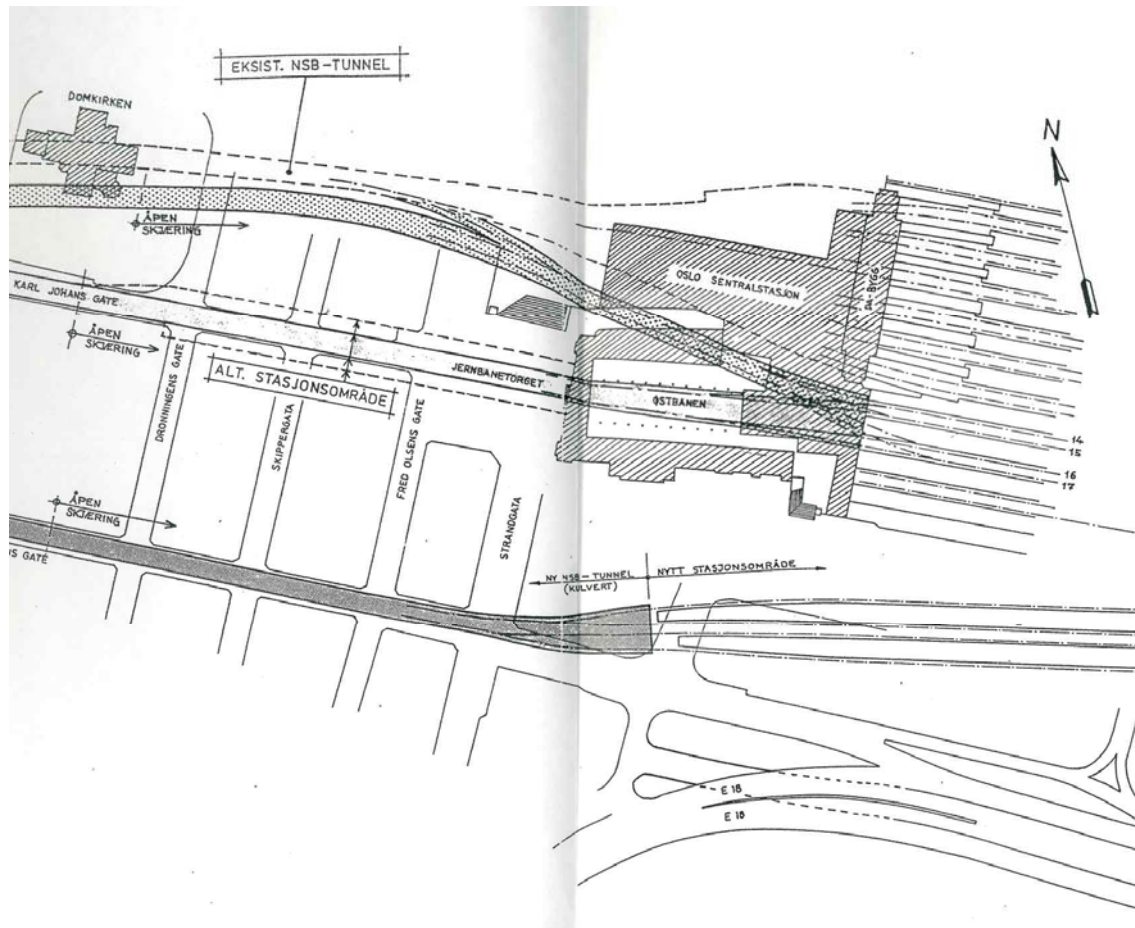 EKSIST. NSB-TUNNEL
DOMKIRKEN
N
ÅPEN
SKJÆRING
OSLO SENTRALSTASJON
PÅBYGG
KARL JOHANS GATE
ÅPEN
SKJÆRING
ALT. STASJONSOMRÅDE
JERNBANETORGET
ØSTBANEN
DRONNINGENS GATE
SKIPPERGATA
FRED OLSENS GATE
STRANDGATA
14
15
16
17
ÅPEN
SKJÆRING
GATE
NY NSB-TUNNEL
(KULVERT)
NYTT STASJONSOMRÅDE
E 18
E 18